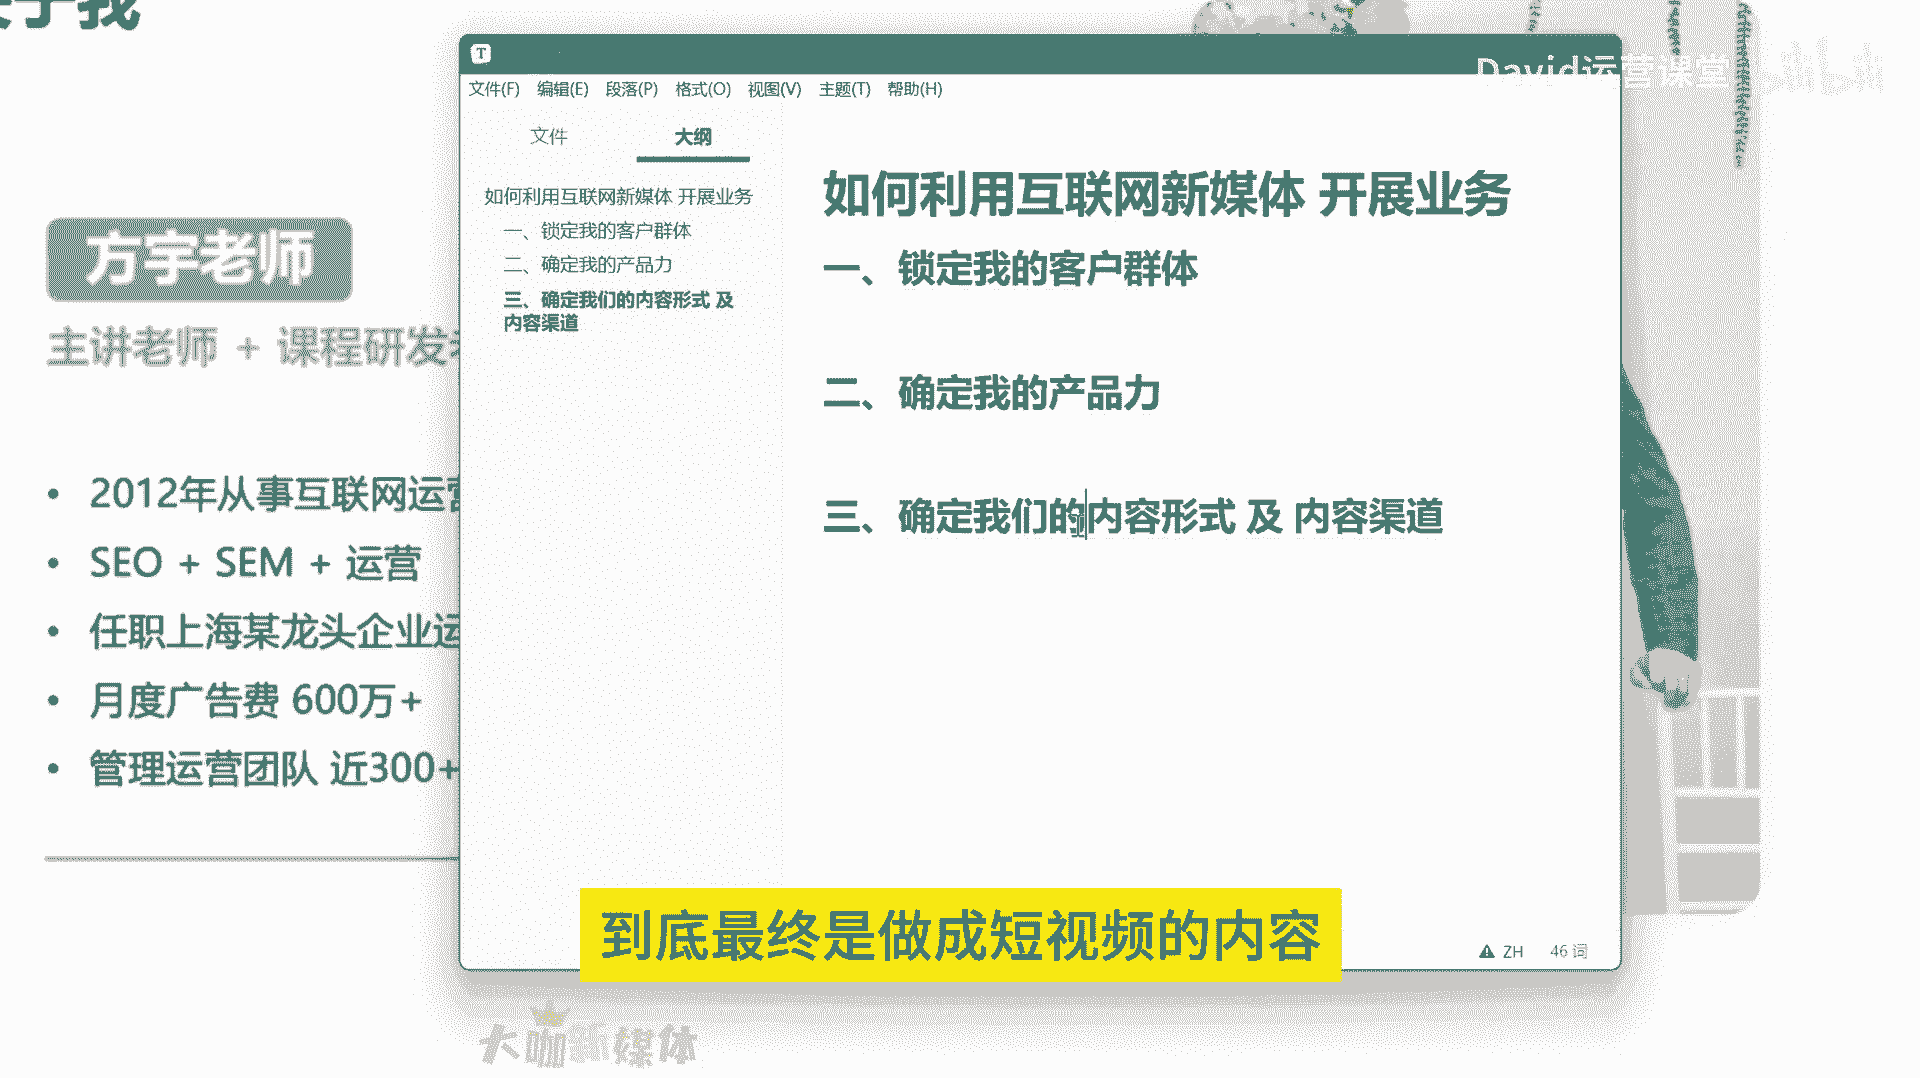 关于我
David运营课堂 bilibili
T
文件(F) 编辑(E) 段落(P) 格式(O) 视图(V) 主题(T) 帮助(H)
文件 大纲
如何利用互联网新媒体 开展业务
一、锁定我的客户群体
二、确定我的产品力
三、确定我们的内容形式 及
内容渠道
如何利用互联网新媒体 开展业务
一、锁定我的客户群体
二、确定我的产品力
三、确定我们的内容形式 及 内容渠道
方宇老师
主讲老师 + 课程研发
• 2012年从事互联网运营
• SEO + SEM + 运营
• 任职上海某龙头企业运
• 月度广告费 600万+
• 管理运营团队 近300+
到底最终是做成短视频的内容
ZH 46 词
大咖新媒体